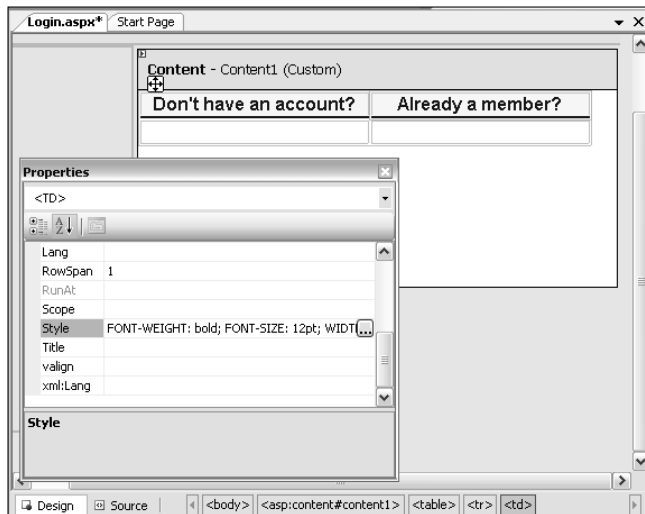 Login.aspx* Start Page
Content - Content1 (Custom)
Don't have an account? Already a member?
Properties
<TD>
Lang
RowSpan 1
RunAt
Scope
Style FONT-WEIGHT: bold; FONT-SIZE: 12pt; ...
Title
valign
xml:Lang
Style
Design Source <body> <asp:content#content1> <table> <tr> <td>